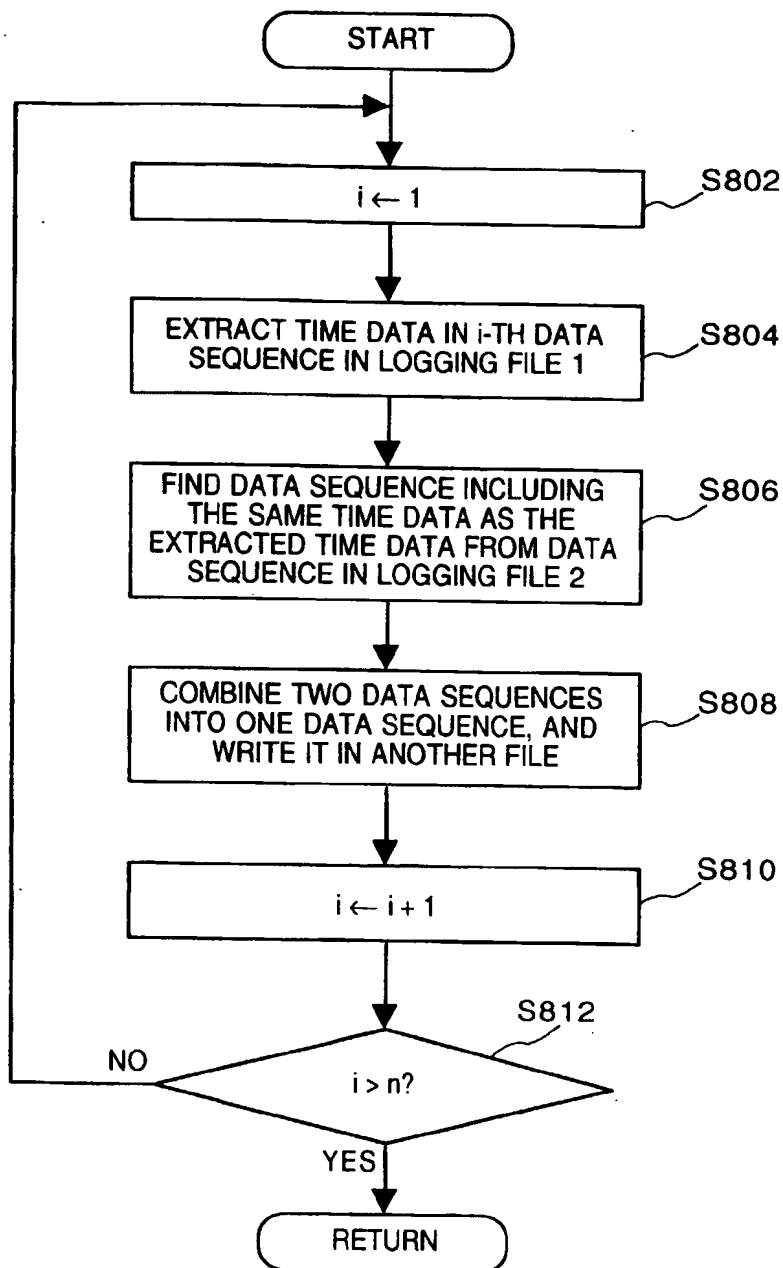 START
i ← 1
S802
EXTRACT TIME DATA IN i-TH DATA
SEQUENCE IN LOGGING FILE 1
S804
FIND DATA SEQUENCE INCLUDING
THE SAME TIME DATA AS THE
EXTRACTED TIME DATA FROM DATA
SEQUENCE IN LOGGING FILE 2
S806
COMBINE TWO DATA SEQUENCES
INTO ONE DATA SEQUENCE, AND
WRITE IT IN ANOTHER FILE
S808
i ← i + 1
S810
S812
NO
i > n?
YES
RETURN